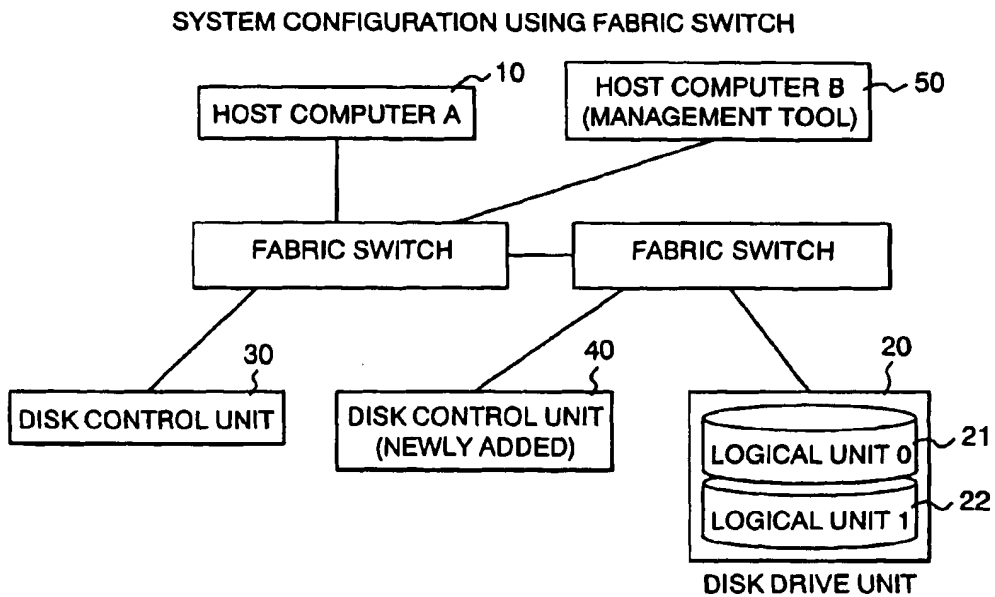 SYSTEM CONFIGURATION USING FABRIC SWITCH
10
HOST COMPUTER A
50
HOST COMPUTER B
(MANAGEMENT TOOL)
FABRIC SWITCH
FABRIC SWITCH
30
DISK CONTROL UNIT
40
DISK CONTROL UNIT
(NEWLY ADDED)
20
LOGICAL UNIT 0
21
LOGICAL UNIT 1
22
DISK DRIVE UNIT